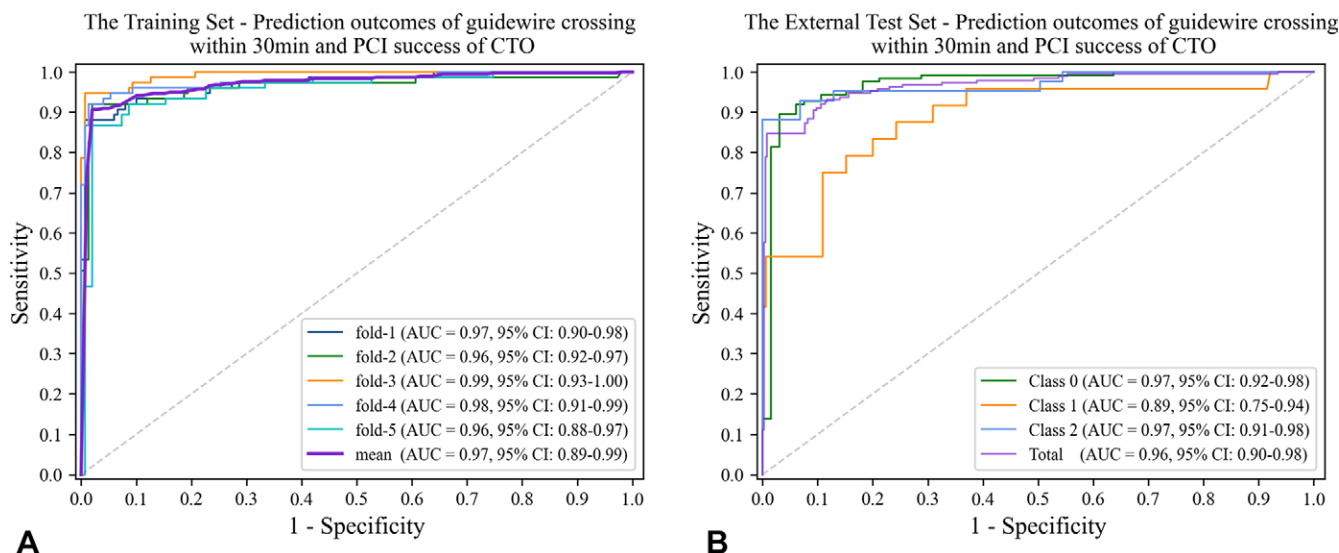 The Training Set - Prediction outcomes of guidewire crossing
within 30min and PCI success of CTO
1.0
0.9
0.8
0.7
0.6
0.5
0.4
0.3
0.2
0.1
0.0
Sensitivity
fold-1 (AUC = 0.97, 95% CI: 0.90-0.98)
fold-2 (AUC = 0.96, 95% CI: 0.92-0.97)
fold-3 (AUC = 0.99, 95% CI: 0.93-1.00)
fold-4 (AUC = 0.98, 95% CI: 0.91-0.99)
fold-5 (AUC = 0.96, 95% CI: 0.88-0.97)
mean (AUC = 0.97, 95% CI: 0.89-0.99)
0.0 0.1 0.2 0.3 0.4 0.5 0.6 0.7 0.8 0.9 1.0
1 - Specificity
A
The External Test Set - Prediction outcomes of guidewire crossing
within 30min and PCI success of CTO
1.0
0.9
0.8
0.7
0.6
0.5
0.4
0.3
0.2
0.1
0.0
Sensitivity
Class 0 (AUC = 0.97, 95% CI: 0.92-0.98)
Class 1 (AUC = 0.89, 95% CI: 0.75-0.94)
Class 2 (AUC = 0.97, 95% CI: 0.91-0.98)
Total (AUC = 0.96, 95% CI: 0.90-0.98)
0.0 0.1 0.2 0.3 0.4 0.5 0.6 0.7 0.8 0.9 1.0
1 - Specificity
B